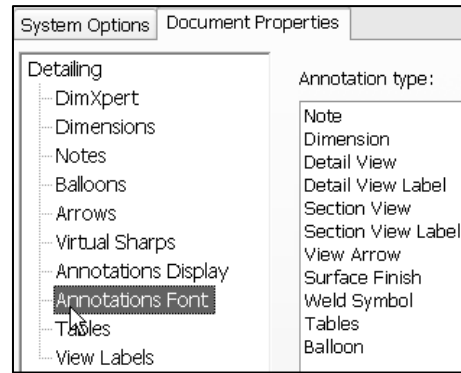 System Options Document Properties
Detailing
DimXpert
Dimensions
Notes
Balloons
Arrows
Virtual Sharps
Annotations Display
Annotations Font
Tables
View Labels
Annotation type:
Note
Dimension
Detail View
Detail View Label
Section View
Section View Label
View Arrow
Surface Finish
Weld Symbol
Tables
Balloon